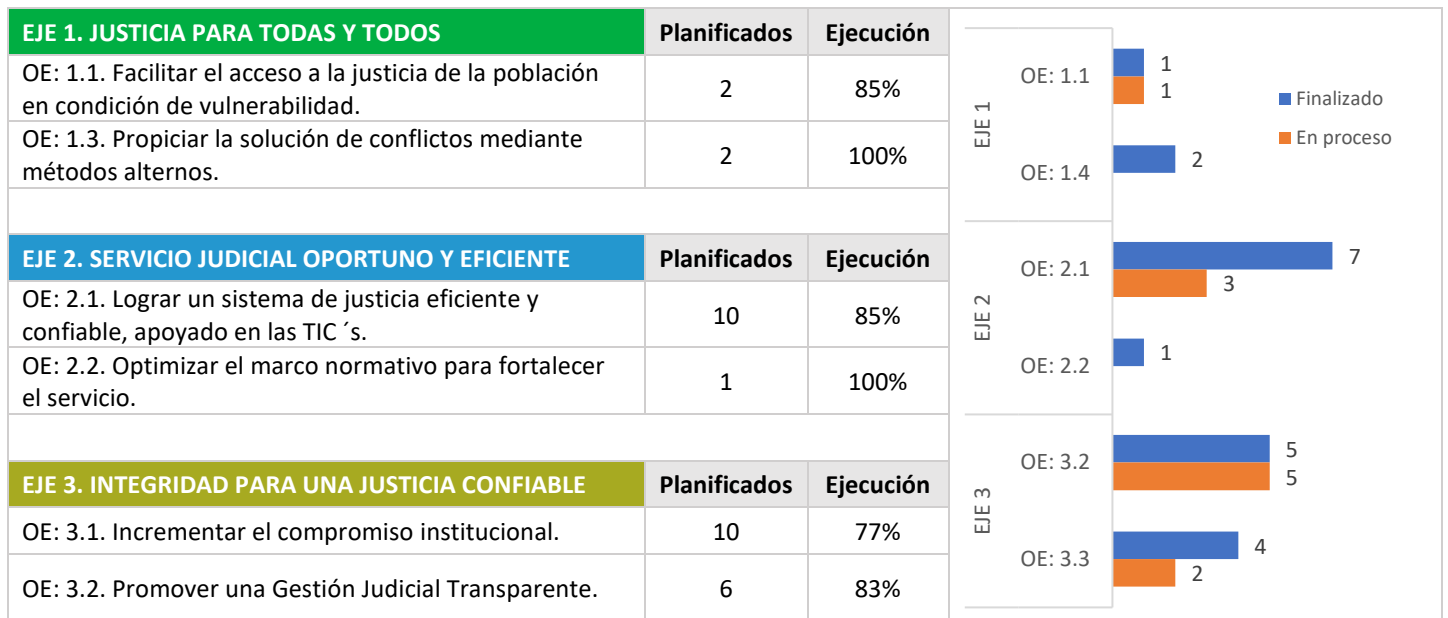 EJE 1. JUSTICIA PARA TODAS Y TODOS Planificados Ejecución
OE: 1.1. Facilitar el acceso a la justicia de la población
en condición de vulnerabilidad. 2 85%
OE: 1.3. Propiciar la solución de conflictos mediante
métodos alternos. 2 100%
EJE 2. SERVICIO JUDICIAL OPORTUNO Y EFICIENTE Planificados Ejecución
OE: 2.1. Lograr un sistema de justicia eficiente y
confiable, apoyado en las TIC ´s. 10 85%
OE: 2.2. Optimizar el marco normativo para fortalecer
el servicio. 1 100%
EJE 3. INTEGRIDAD PARA UNA JUSTICIA CONFIABLE Planificados Ejecución
OE: 3.1. Incrementar el compromiso institucional. 10 77%
OE: 3.2. Promover una Gestión Judicial Transparente. 6 83%
EJE 1
OE: 1.1
1
1
OE: 1.4
2
EJE 2
OE: 2.1
7
3
OE: 2.2
1
EJE 3
OE: 3.2
5
5
OE: 3.3
4
2
Finalizado
En proceso